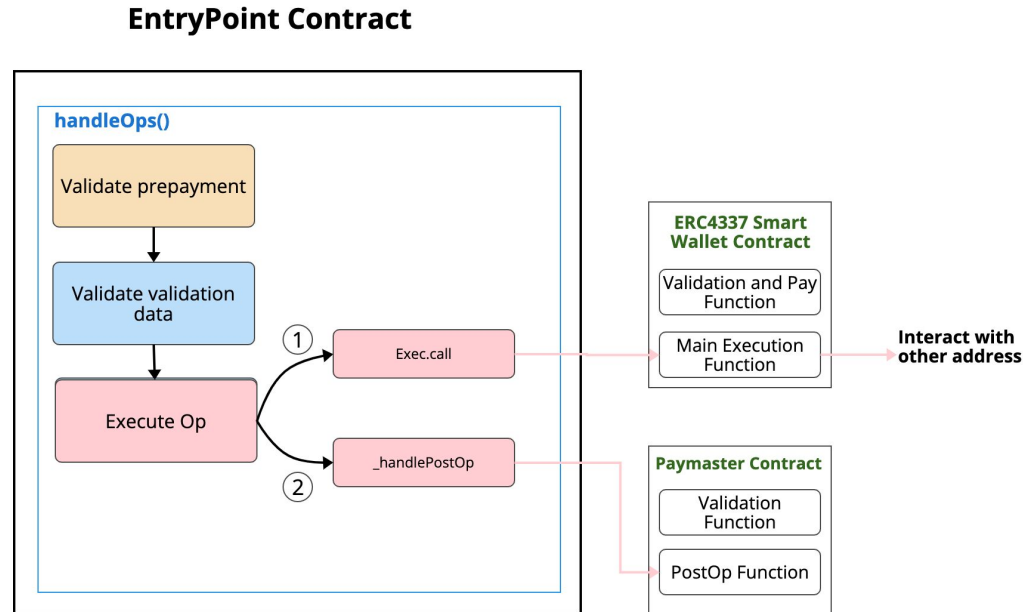 EntryPoint Contract
handleOps()
Validate prepayment
Validate validation
data
Execute Op
1
Exec.call
2
_handlePostOp
ERC4337 Smart
Wallet Contract
Validation and Pay
Function
Main Execution
Function
Interact with
other address
Paymaster Contract
Validation
Function
PostOp Function